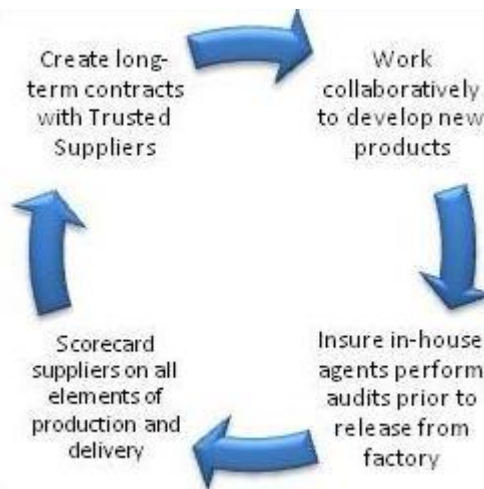 Create long-
term contracts
with Trusted
Suppliers
Work
collaboratively
to develop new
products
Insure in-house
agents perform
audits prior to
release from
factory
Scorecard
suppliers on all
elements of
production and
delivery